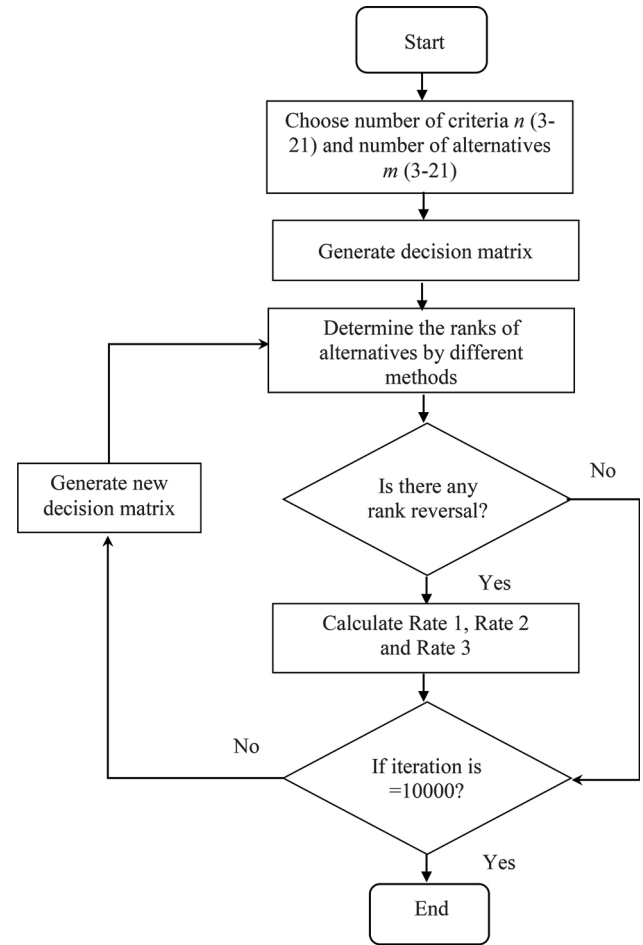 Start
Choose number of criteria n (3-
21) and number of alternatives
m (3-21)
Generate decision matrix
Determine the ranks of
alternatives by different
methods
Generate new
decision matrix
Is there any
rank reversal?
No
Yes
Calculate Rate 1, Rate 2
and Rate 3
No
If iteration is
=10000?
Yes
End